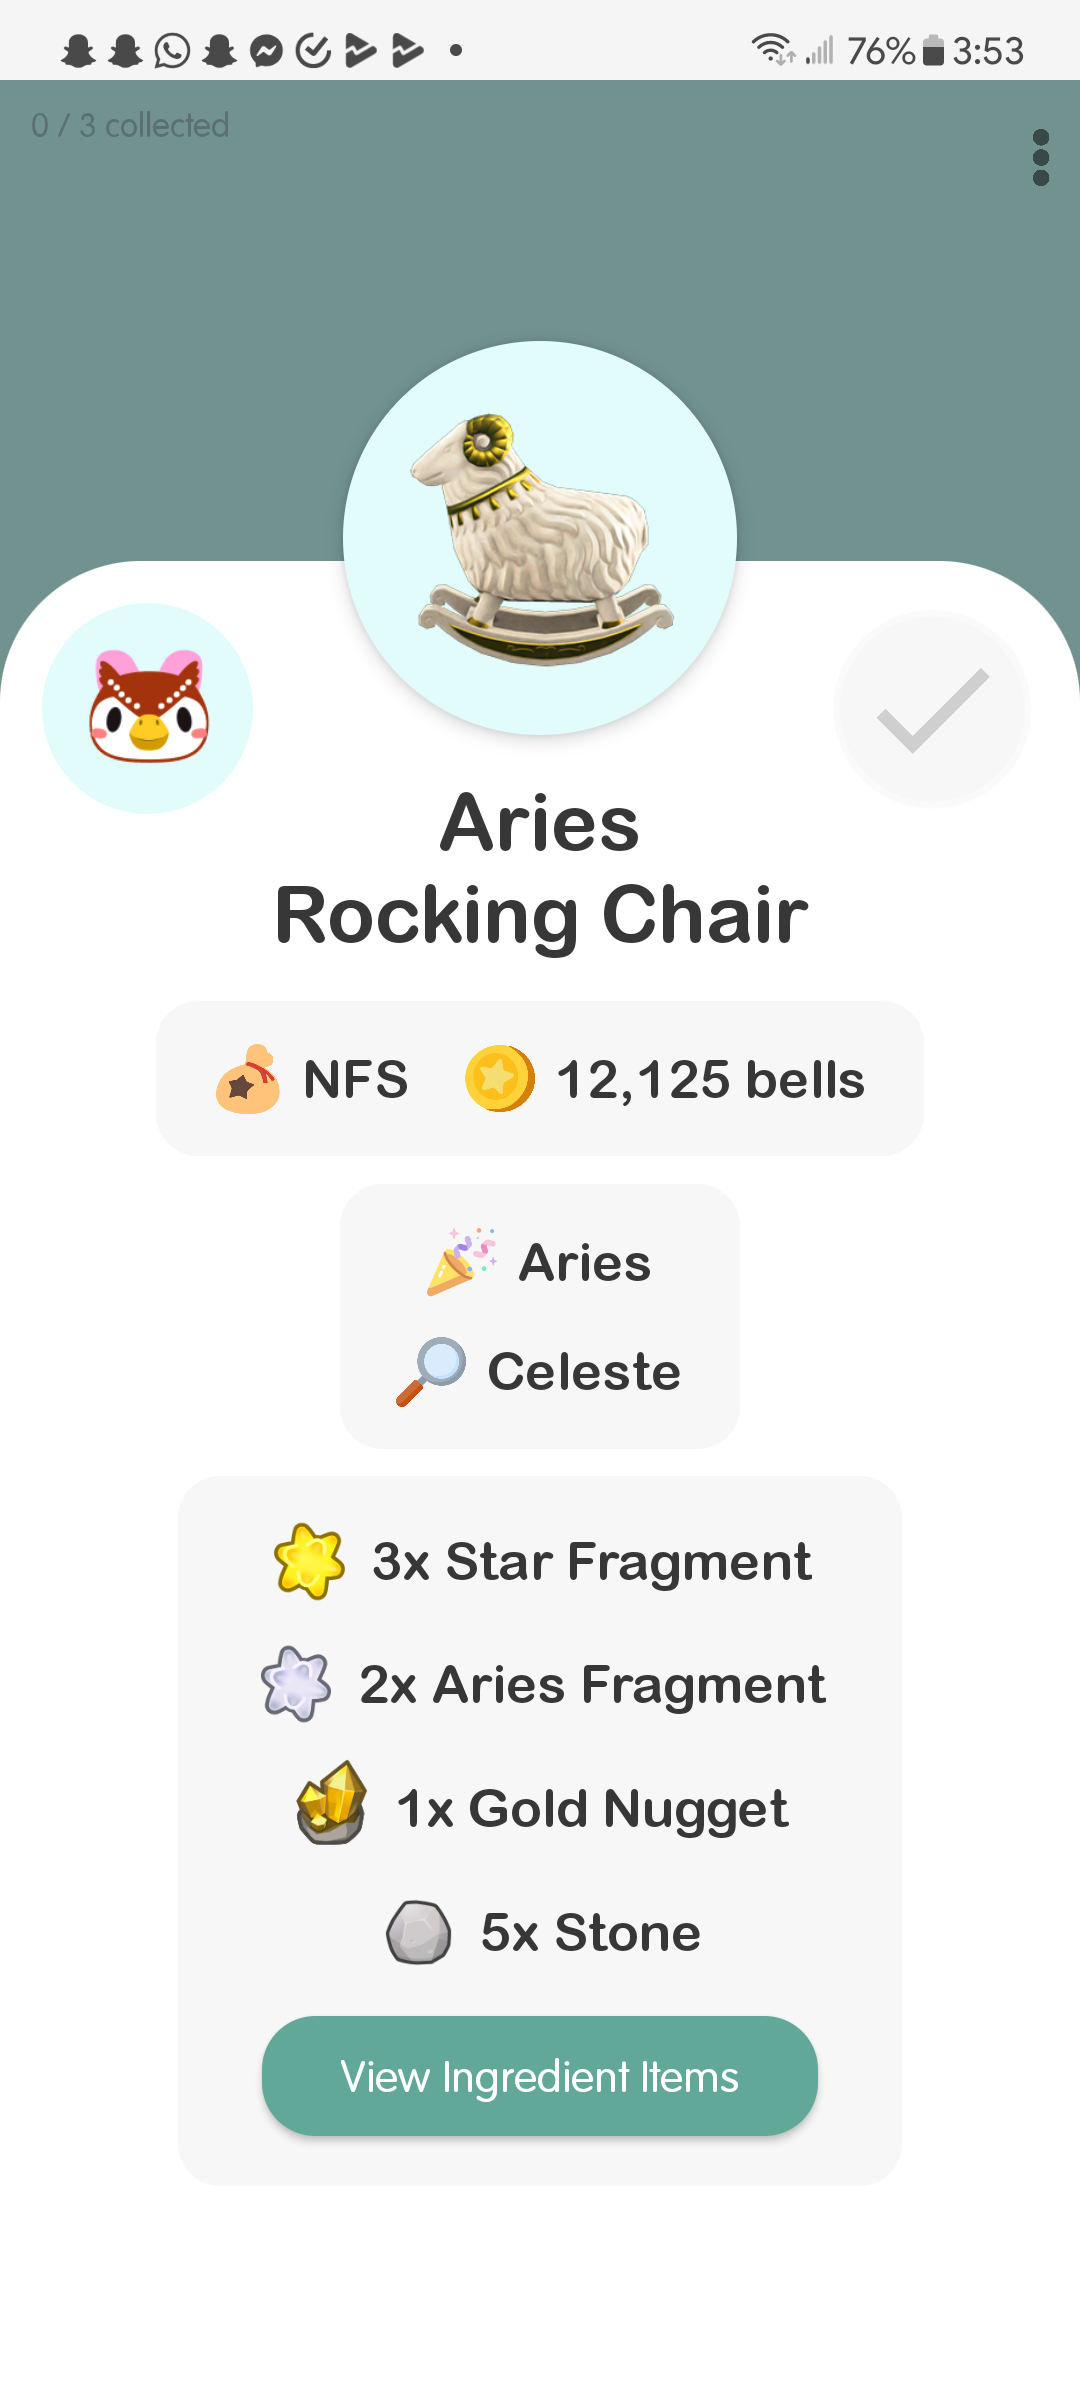 76% 3:53
0 / 3 collected
Aries
Rocking Chair
NFS 12,125 bells
Aries
Celeste
3x Star Fragment
2x Aries Fragment
1x Gold Nugget
5x Stone
View Ingredient Items